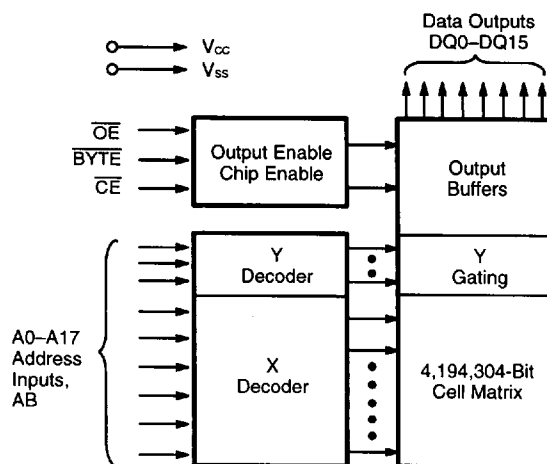 Data Outputs
DQ0–DQ15
VCC
VSS
OE
BYTE
CE
Output Enable
Chip Enable
Output
Buffers
Y
Decoder
Y
Gating
A0–A17
Address
Inputs,
AB
X
Decoder
4,194,304-Bit
Cell Matrix